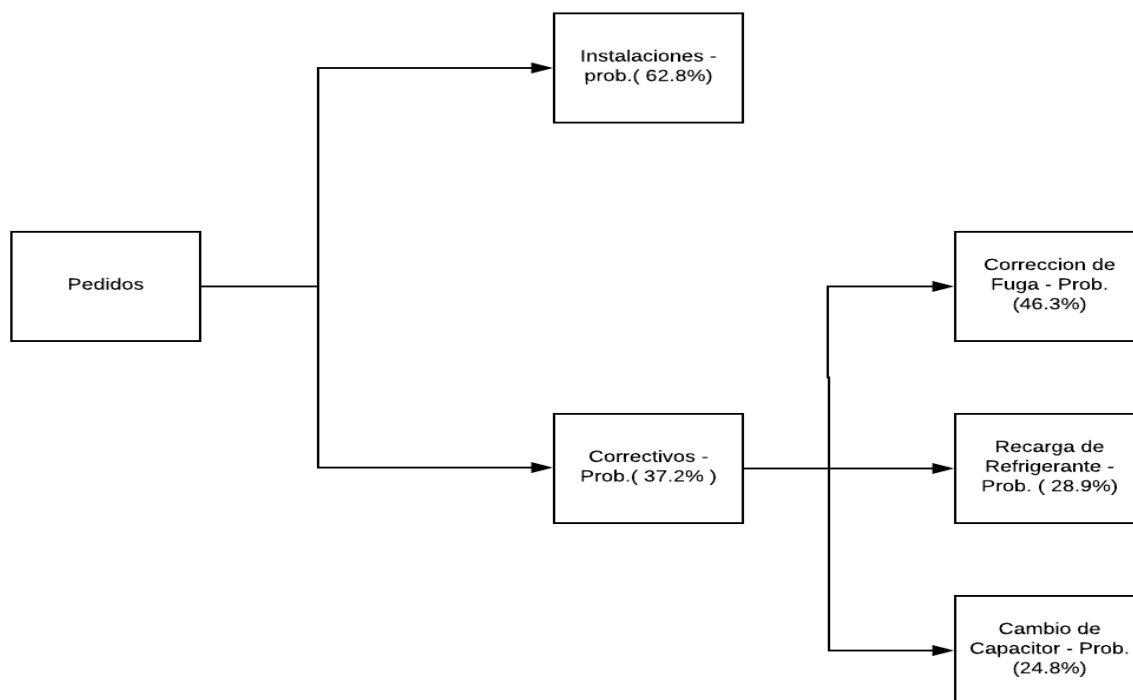 Instalaciones -
prob.( 62.8%)
Pedidos
Correccion de
Fuga - Prob.
(46.3%)
Correctivos -
Prob.( 37.2% )
Recarga de
Refrigerante -
Prob. ( 28.9%)
Cambio de
Capacitor - Prob.
(24.8%)